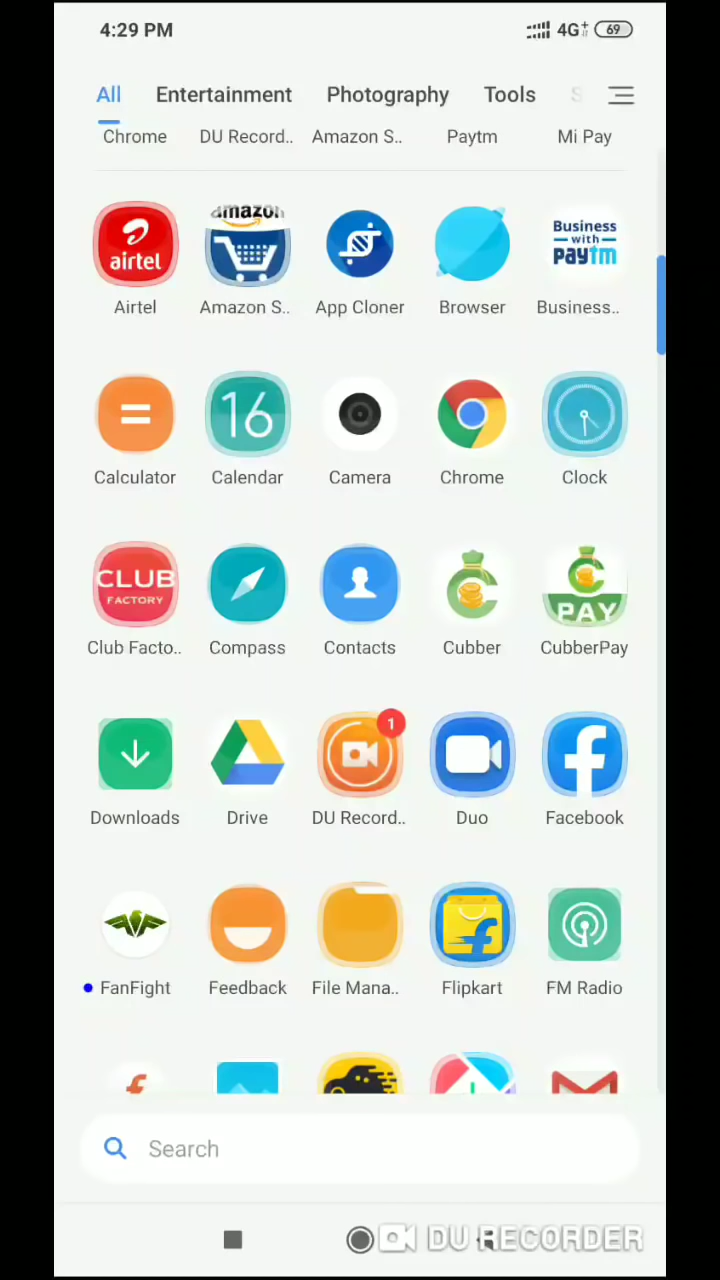 4:29 PM 4G+ 69
All Entertainment Photography Tools S
Chrome DU Record.. Amazon S.. Paytm Mi Pay
airtel amazon Business with paytm
Airtel Amazon S.. App Cloner Browser Business..
16
Calculator Calendar Camera Chrome Clock
CLUB FACTORY PAY
Club Facto.. Compass Contacts Cubber CubberPay
1
Downloads Drive DU Record.. Duo Facebook
FanFight Feedback File Mana.. Flipkart FM Radio
Search
DU RECORDER